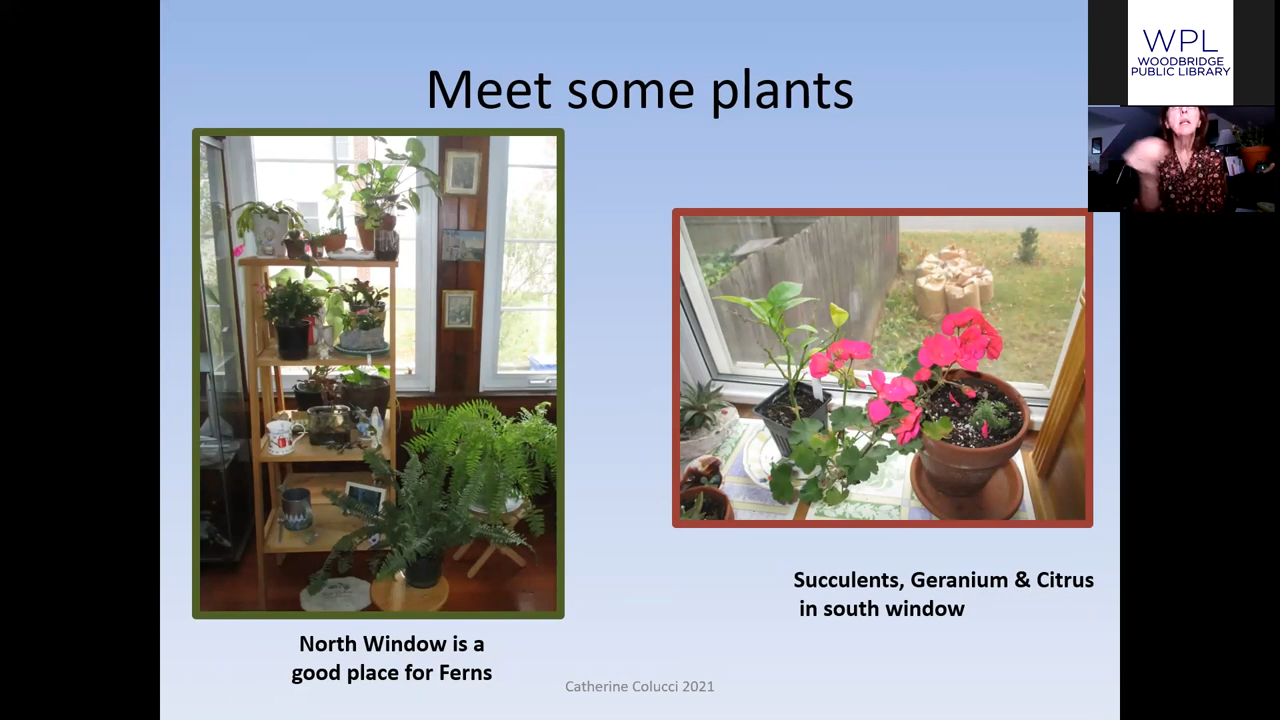 Meet some plants
WPL
WOODBRIDGE
PUBLIC LIBRARY
Succulents, Geranium & Citrus
in south window
North Window is a
good place for Ferns
Catherine Colucci 2021